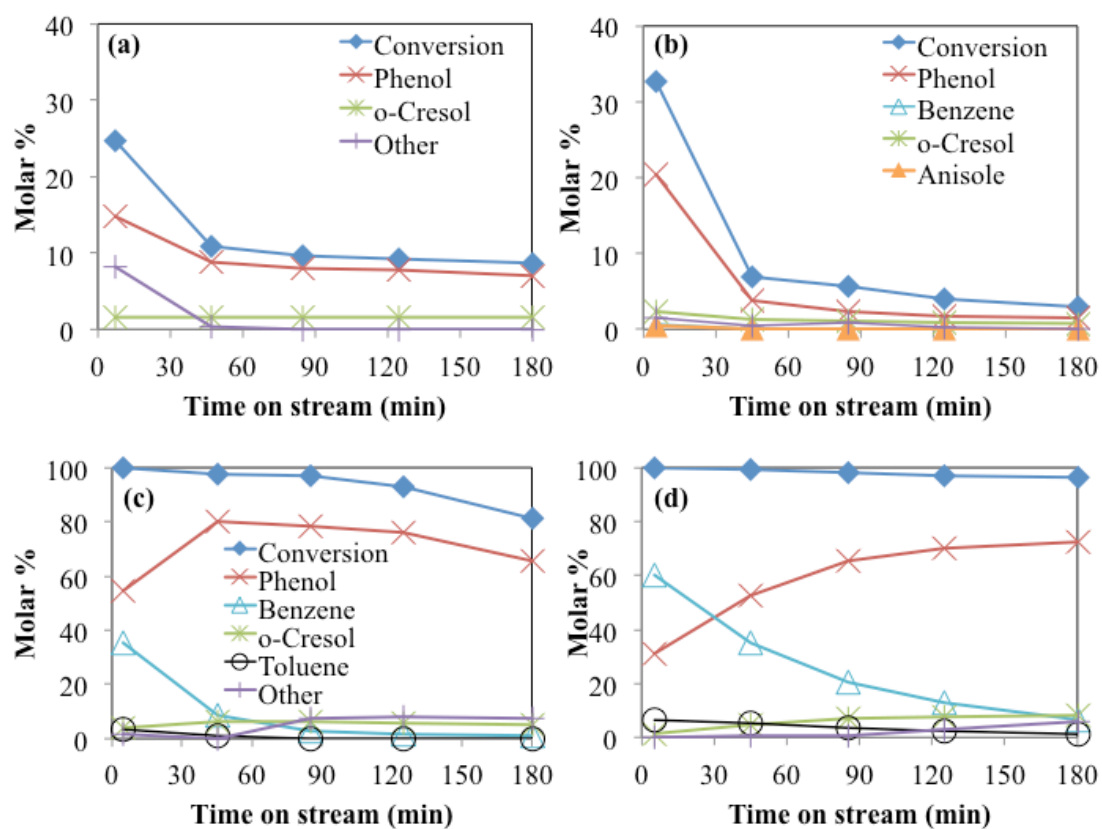 40
30
20
10
0
Molar %
(a)
Conversion
Phenol
o-Cresol
Other
0 30 60 90 120 150 180
Time on stream (min)
40
30
20
10
0
Molar %
(b)
Conversion
Phenol
Benzene
o-Cresol
Anisole
0 30 60 90 120 150 180
Time on stream (min)
100
80
60
40
20
0
Molar %
(c)
Conversion
Phenol
Benzene
o-Cresol
Toluene
Other
0 30 60 90 120 150 180
Time on stream (min)
100
80
60
40
20
0
Molar %
(d)
0 30 60 90 120 150 180
Time on stream (min)